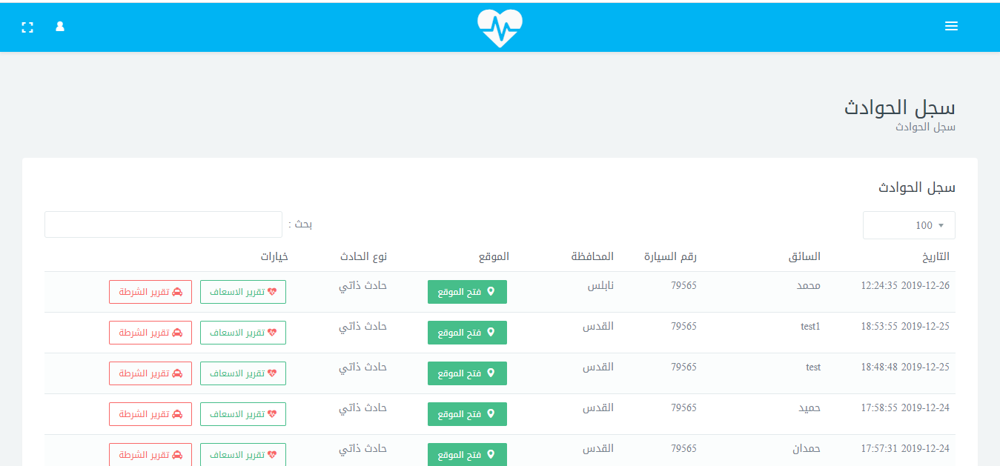 سجل الحوادث
سجل الحوادث
سجل الحوادث
100
بحث :
التاريخ السائق رقم السيارة المحافظة الموقع نوع الحادث خيارات
2019-12-26 12:24:35 محمد 79565 نابلس فتح الموقع حادث ذاتي تقرير الاسعاف تقرير الشرطة
2019-12-25 18:53:55 test1 79565 القدس فتح الموقع حادث ذاتي تقرير الاسعاف تقرير الشرطة
2019-12-25 18:48:48 test 79565 القدس فتح الموقع حادث ذاتي تقرير الاسعاف تقرير الشرطة
2019-12-24 17:58:55 حميد 79565 القدس فتح الموقع حادث ذاتي تقرير الاسعاف تقرير الشرطة
2019-12-24 17:57:31 حمدان 79565 القدس فتح الموقع حادث ذاتي تقرير الاسعاف تقرير الشرطة